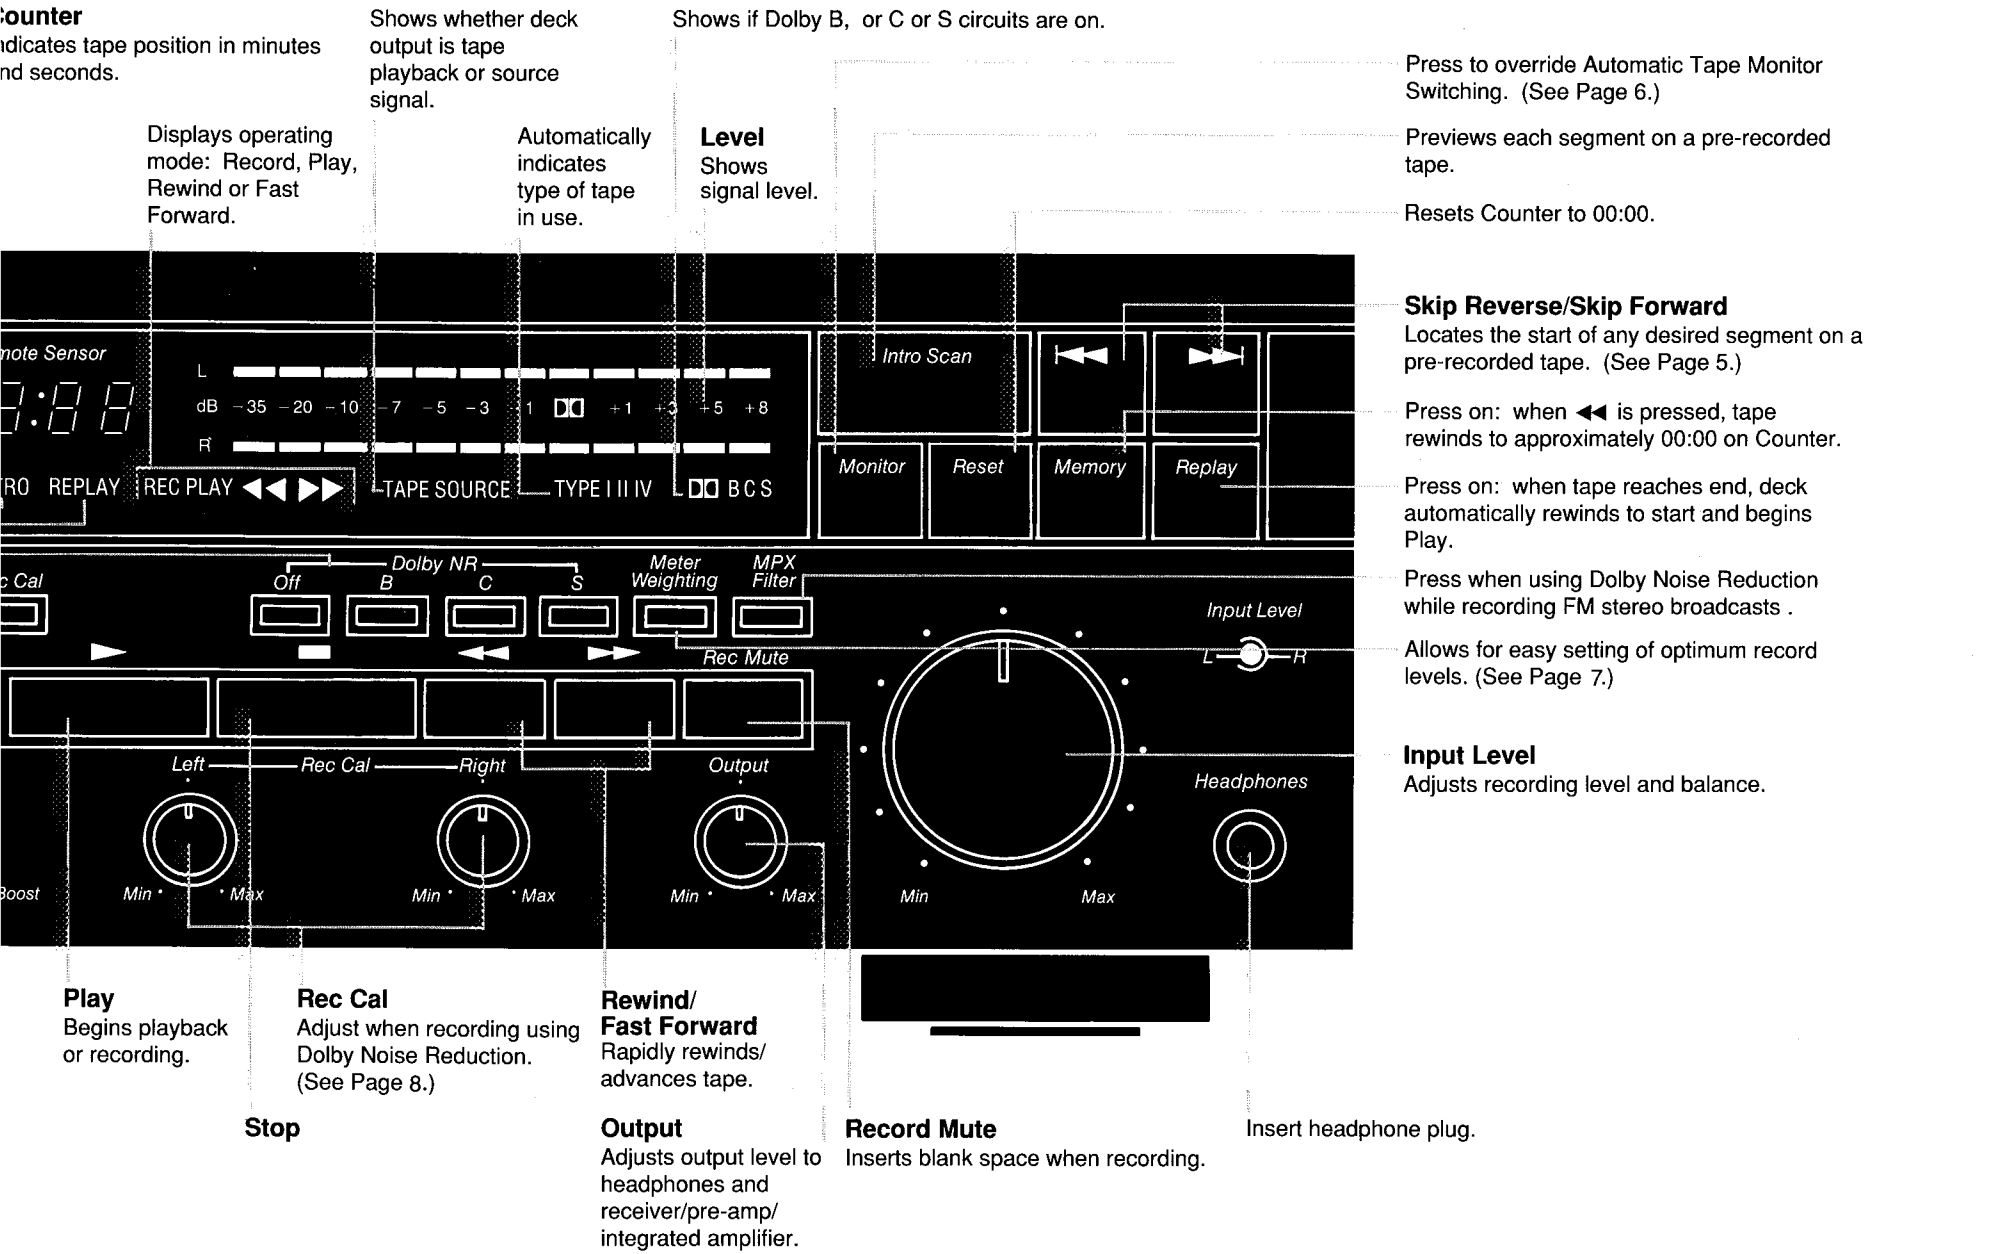 Counter
indicates tape position in minutes
and seconds.
Shows whether deck
output is tape
playback or source
signal.
Shows if Dolby B, or C or S circuits are on.
Displays operating
mode: Record, Play,
Rewind or Fast
Forward.
Automatically
indicates
type of tape
in use.
Level
Shows
signal level.
Press to override Automatic Tape Monitor
Switching. (See Page 6.)
Previews each segment on a pre-recorded
tape.
Resets Counter to 00:00.
Skip Reverse/Skip Forward
Locates the start of any desired segment on a
pre-recorded tape. (See Page 5.)
Press on: when ◀◀ is pressed, tape
rewinds to approximately 00:00 on Counter.
Press on: when tape reaches end, deck
automatically rewinds to start and begins
Play.
Press when using Dolby Noise Reduction
while recording FM stereo broadcasts .
Allows for easy setting of optimum record
levels. (See Page 7.)
Input Level
Adjusts recording level and balance.
mote Sensor
8:88
L
dB -35 -20 -10 -7 -5 -3 -1 +1 +3 +5 +8
R
TRO REPLAY REC PLAY ◀◀ ▶▶ TAPE SOURCE TYPE I II IV B C S
Intro Scan
Monitor Reset Memory Replay
c Cal
Dolby NR
Off B C S
Meter
Weighting
MPX
Filter
Rec Mute
Input Level
L R
Left Rec Cal Right
Output
Headphones
Boost
Min Max
Min Max
Min Max
Min Max
Play
Begins playback
or recording.
Rec Cal
Adjust when recording using
Dolby Noise Reduction.
(See Page 8.)
Rewind/
Fast Forward
Rapidly rewinds/
advances tape.
Stop
Output
Adjusts output level to
headphones and
receiver/pre-amp/
integrated amplifier.
Record Mute
Inserts blank space when recording.
Insert headphone plug.